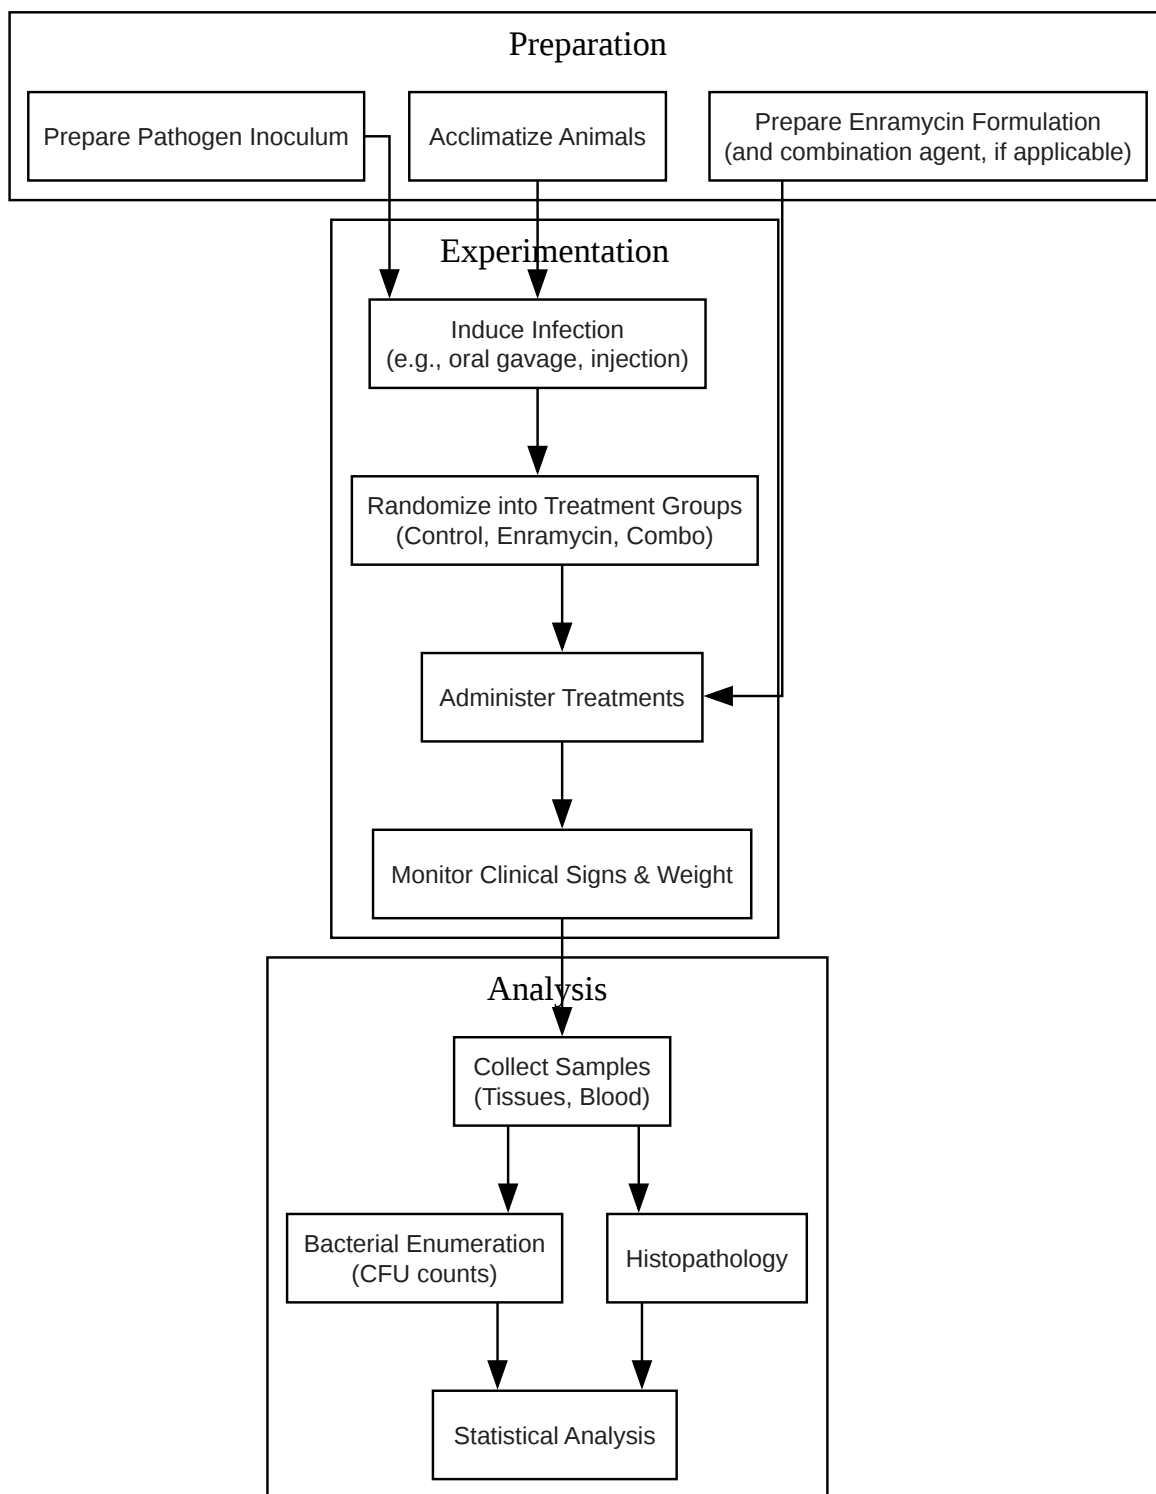 Preparation
Prepare Pathogen Inoculum
Acclimatize Animals
Prepare Enramycin Formulation
(and combination agent, if applicable)
Experimentation
Induce Infection
(e.g., oral gavage, injection)
Randomize into Treatment Groups
(Control, Enramycin, Combo)
Administer Treatments
Monitor Clinical Signs & Weight
Analysis
Collect Samples
(Tissues, Blood)
Bacterial Enumeration
(CFU counts)
Histopathology
Statistical Analysis